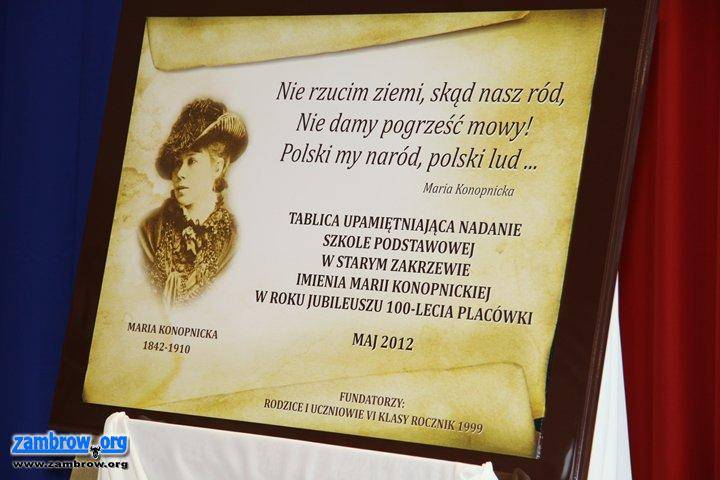 Nie rzucim ziemi, skąd nasz ród,
Nie damy pogrześć mowy!
Polski my naród, polski lud ...
Maria Konopnicka
TABLICA UPAMIĘTNIAJĄCA NADANIE
SZKOLE PODSTAWOWEJ
W STARYM ZAKRZEWIE
IMIENIA MARII KONOPNICKIEJ
W ROKU JUBILEUSZU 100-LECIA PLACÓWKI
MAJ 2012
MARIA KONOPNICKA
1842-1910
FUNDATORZY:
RODZICE I UCZNIOWIE VI KLASY ROCZNIK 1999
zambrow.org
www.zambrow.org